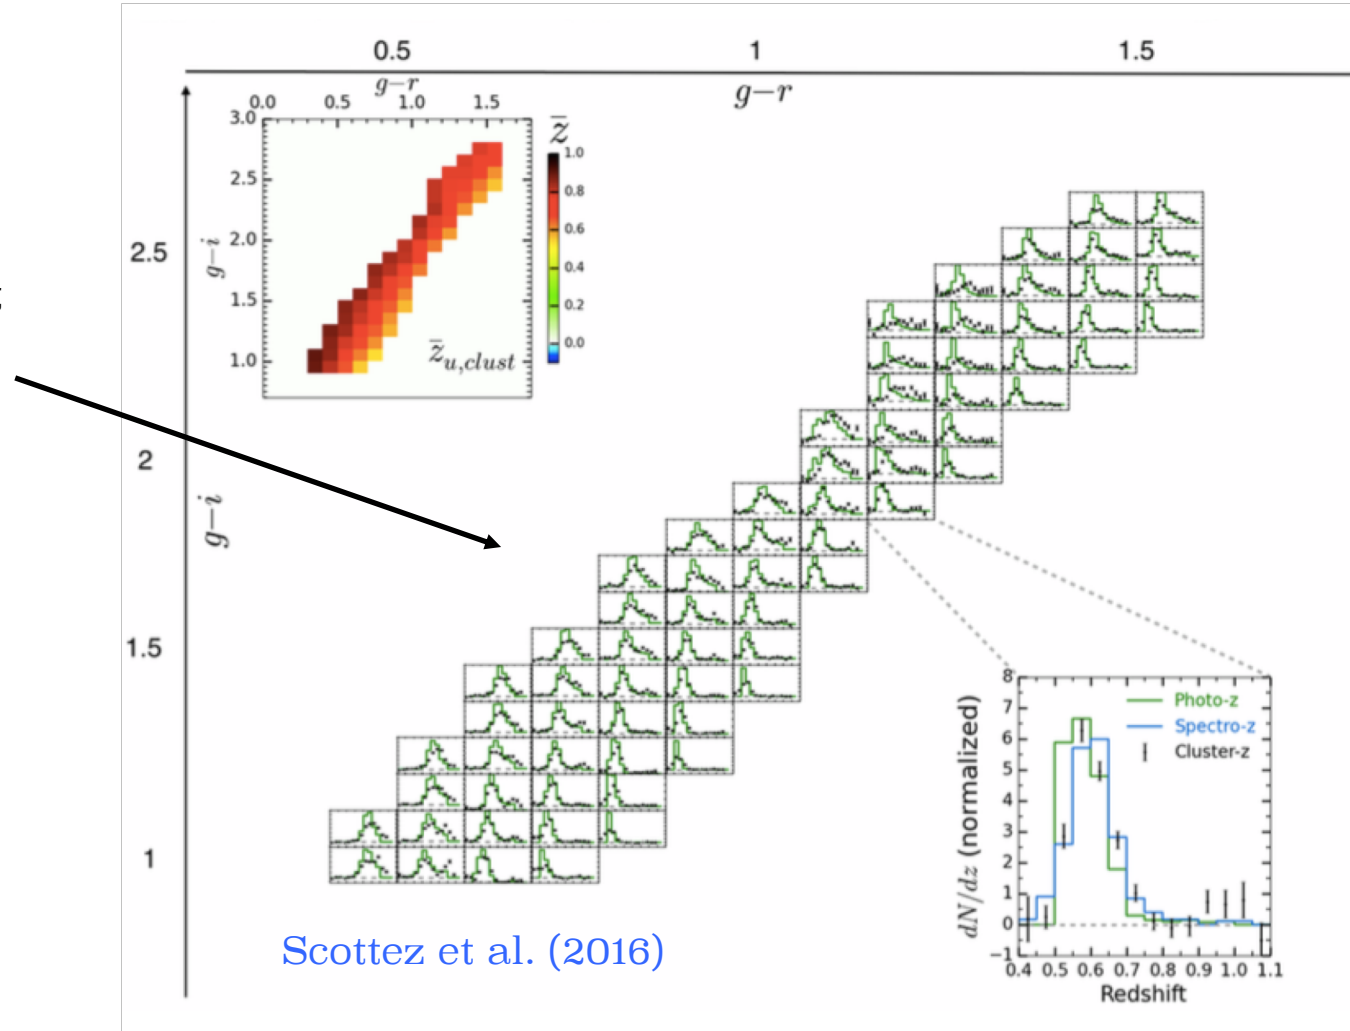 0.5 1 1.5
g−r
g−r
0.0 0.5 1.0 1.5
3.0
2.5
2.0
1.5
1.0
g−i
z̄
1.0
0.8
0.6
0.4
0.2
0.0
z̄u,clust
2.5
2
1.5
1
g−i
8
7
6
5
4
3
2
1
0
−1
dN/dz (normalized)
Photo-z
Spectro-z
Cluster-z
0.4 0.5 0.6 0.7 0.8 0.9 1.0 1.1
Redshift
Scottez et al. (2016)